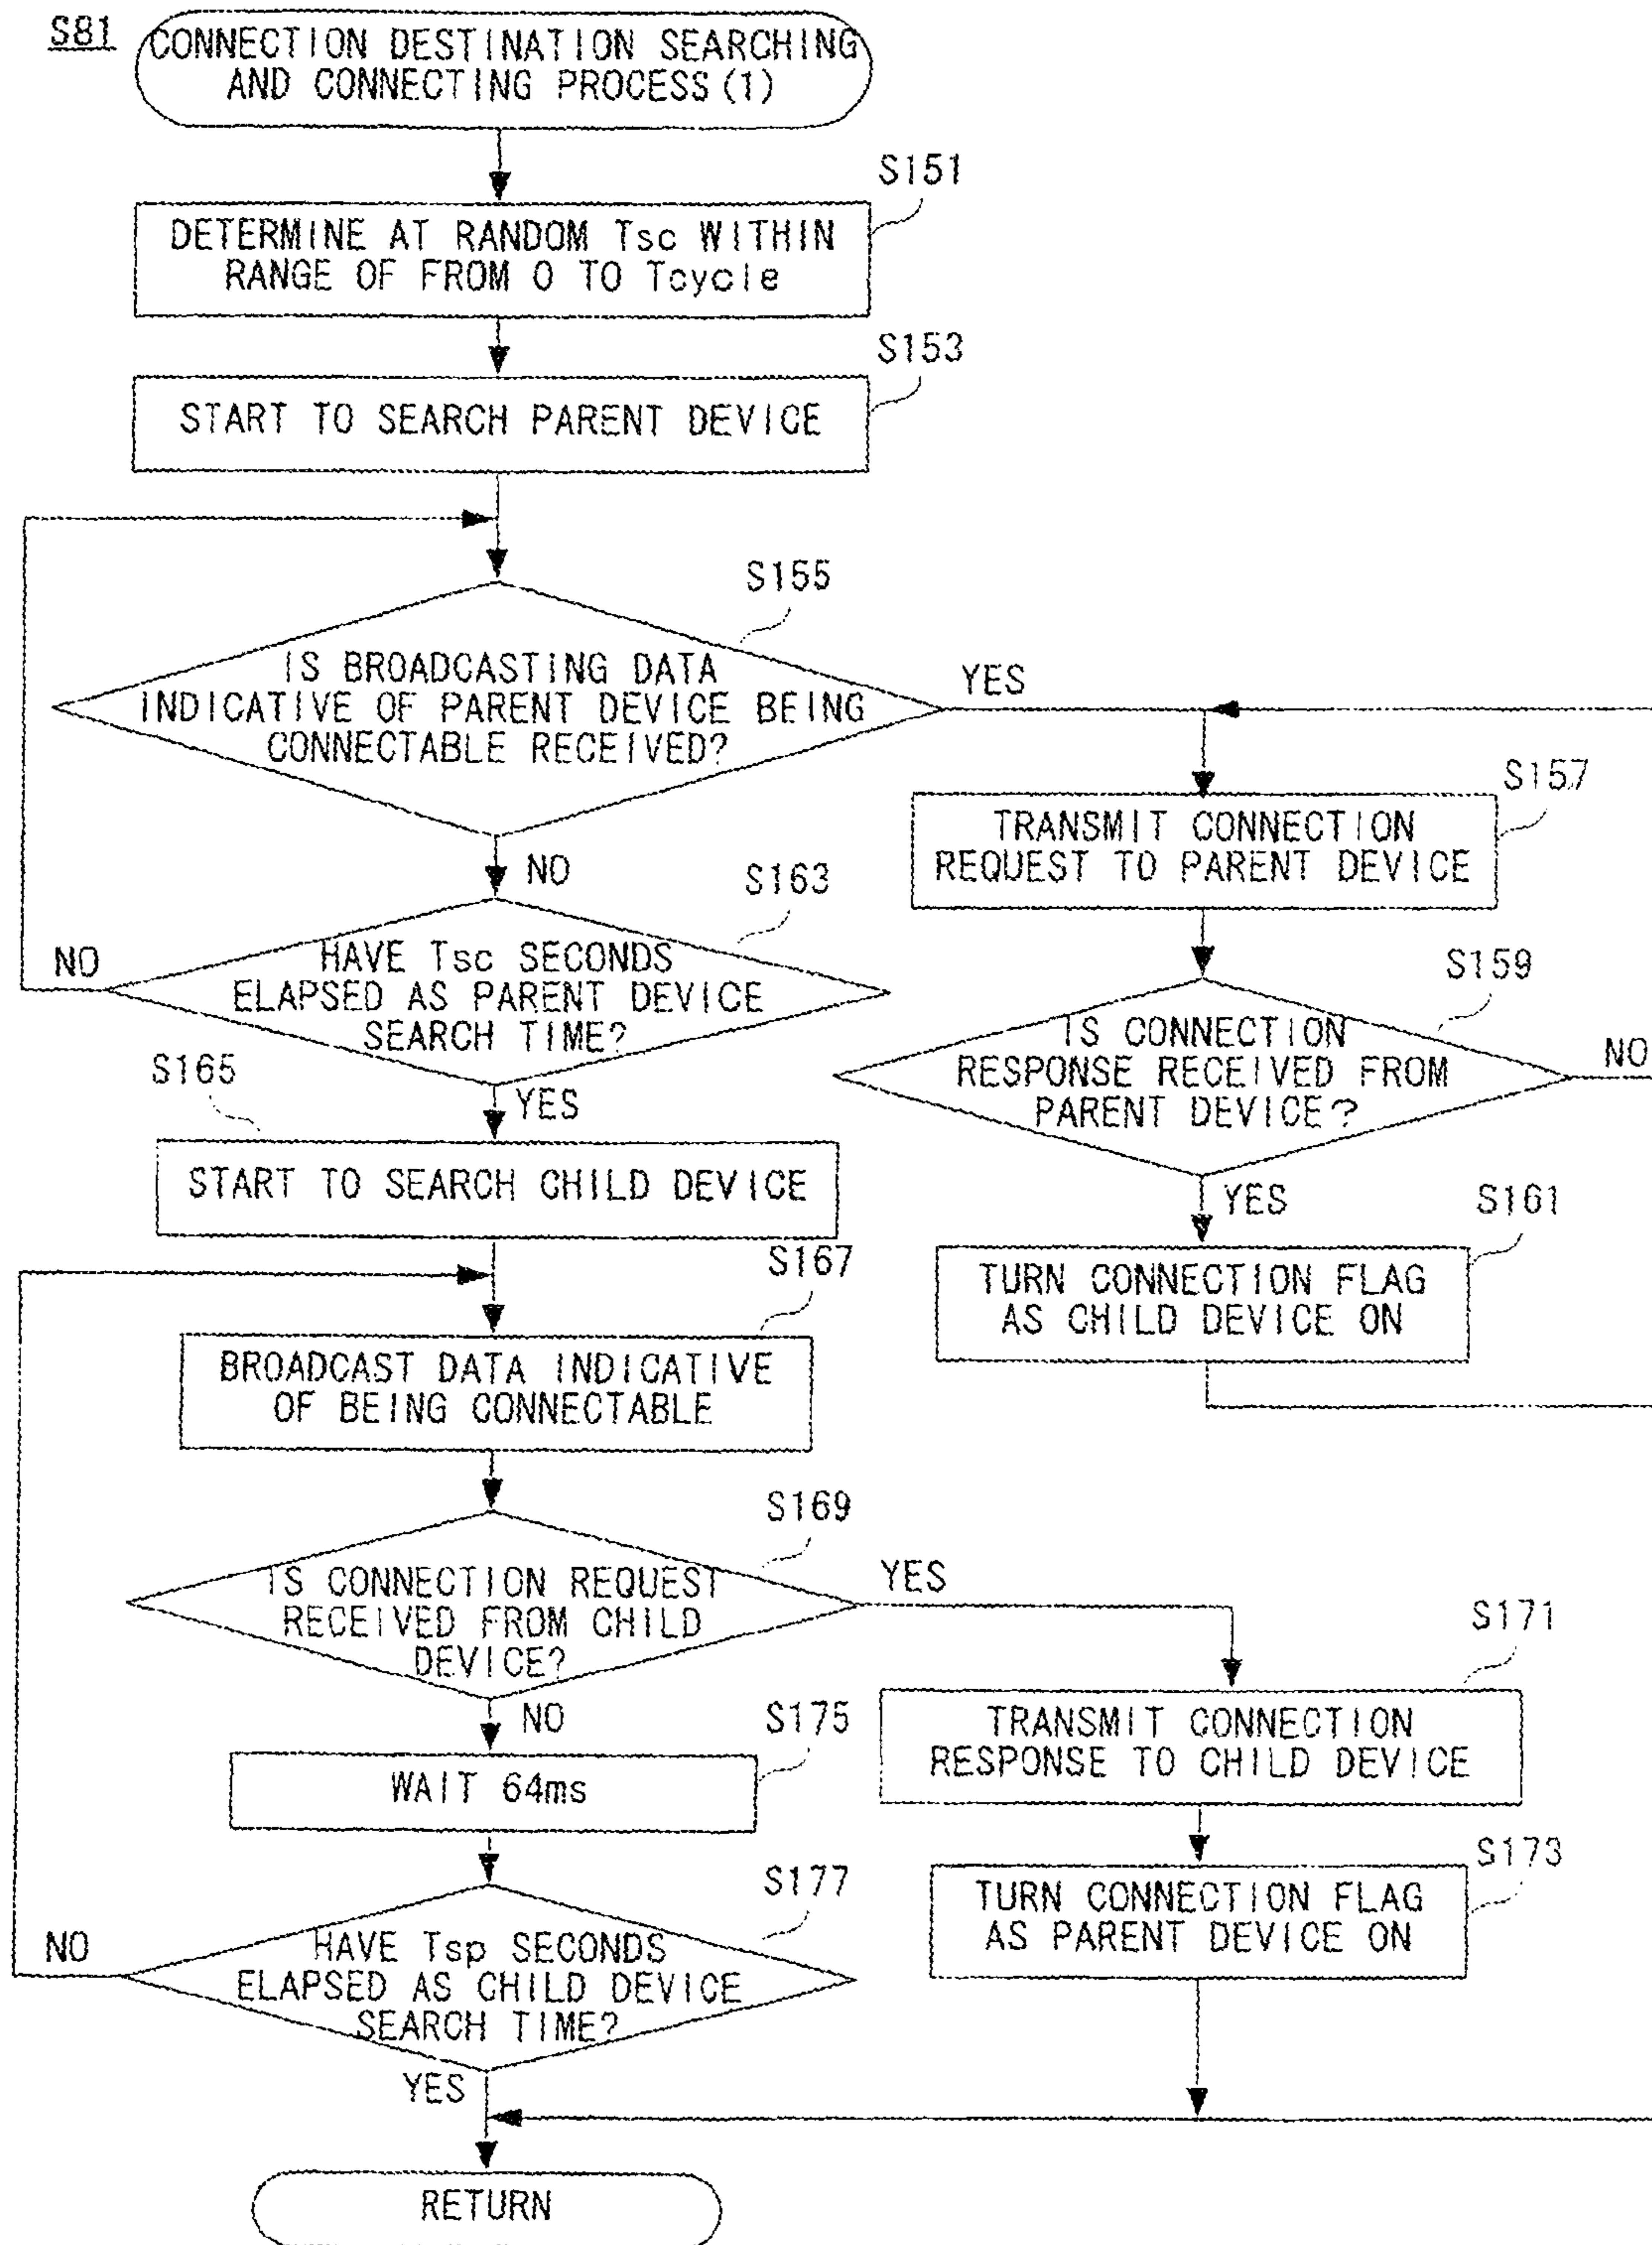 S81
CONNECTION DESTINATION SEARCHING
AND CONNECTING PROCESS(1)
S151
DETERMINE AT RANDOM Tsc WITHIN
RANGE OF FROM 0 TO Tcycle
S153
START TO SEARCH PARENT DEVICE
S155
IS BROADCASTING DATA
INDICATIVE OF PARENT DEVICE BEING
CONNECTABLE RECEIVED?
YES
S157
TRANSMIT CONNECTION
REQUEST TO PARENT DEVICE
NO
S163
HAVE Tsc SECONDS
ELAPSED AS PARENT DEVICE
SEARCH TIME?
NO
S159
IS CONNECTION
RESPONSE RECEIVED FROM
PARENT DEVICE?
NO
S165
YES
START TO SEARCH CHILD DEVICE
YES
S161
TURN CONNECTION FLAG
AS CHILD DEVICE ON
S167
BROADCAST DATA INDICATIVE
OF BEING CONNECTABLE
S169
IS CONNECTION REQUEST
RECEIVED FROM CHILD
DEVICE?
YES
S171
TRANSMIT CONNECTION
RESPONSE TO CHILD DEVICE
NO
S175
WAIT 64ms
S173
TURN CONNECTION FLAG
AS PARENT DEVICE ON
S177
HAVE Tsp SECONDS
ELAPSED AS CHILD DEVICE
SEARCH TIME?
NO
YES
RETURN